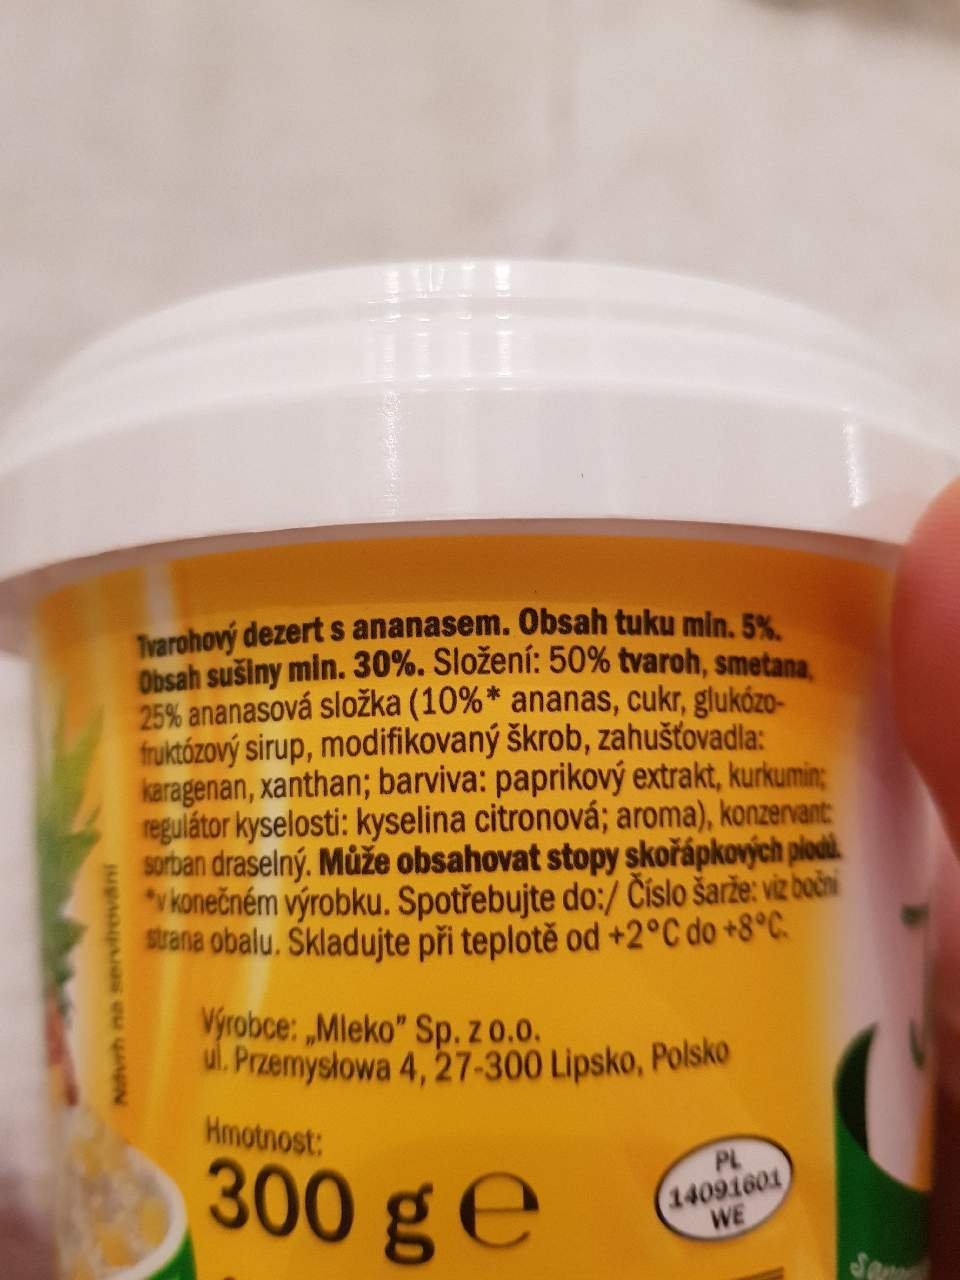 Tvarohový dezert s ananasem. Obsah tuku min. 5%.
Obsah sušiny min. 30%. Složení: 50% tvaroh, smetana,
25% ananasová složka (10%* ananas, cukr, glukózo-
fruktózový sirup, modifikovaný škrob, zahušťovadla:
karagenan, xanthan; barviva: paprikový extrakt, kurkumin;
regulátor kyselosti: kyselina citronová; aroma), konzervant:
sorban draselný. Může obsahovat stopy skořápkových plodů.
*v konečném výrobku. Spotřebujte do:/ Číslo šarže: viz boční
strana obalu. Skladujte při teplotě od +2°C do +8°C.
Návrh na servírování
Výrobce: „Mleko” Sp. z o.o.
ul. Przemysłowa 4, 27-300 Lipsko, Polsko
Hmotnost:
300 g e
PL
14091601
WE